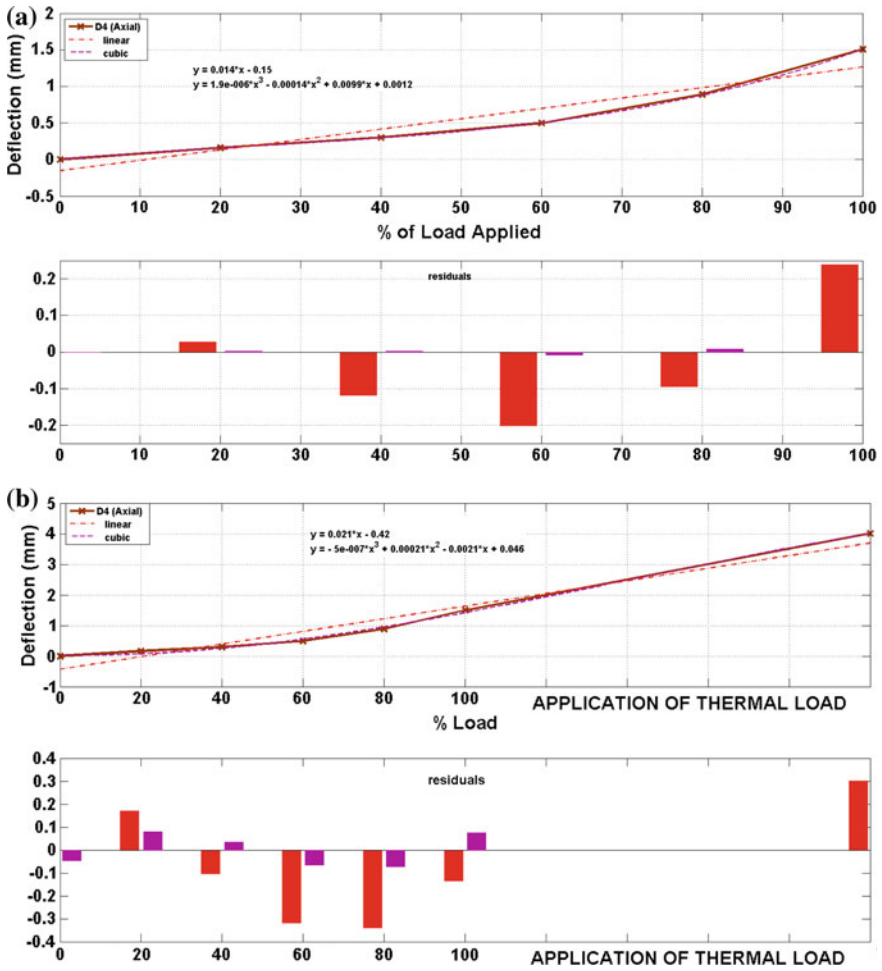 (a)
2
1.5
1
0.5
0
-0.5
Deflection (mm)
D4 (Axial)
linear
cubic
y = 0.014*x - 0.15
y = 1.9e-006*x³ - 0.00014*x² + 0.0099*x + 0.0012
0 10 20 30 40 50 60 70 80 90 100
% of Load Applied
residuals
0.2
0.1
0
-0.1
-0.2
0 10 20 30 40 50 60 70 80 90 100
(b)
5
4
3
2
1
0
-1
Deflection (mm)
D4 (Axial)
linear
cubic
y = 0.021*x - 0.42
y = - 5e-007*x³ + 0.00021*x² - 0.0021*x + 0.046
0 20 40 60 80 100 APPLICATION OF THERMAL LOAD
% Load
residuals
0.4
0.3
0.2
0.1
0
-0.1
-0.2
-0.3
-0.4
0 20 40 60 80 100 APPLICATION OF THERMAL LOAD